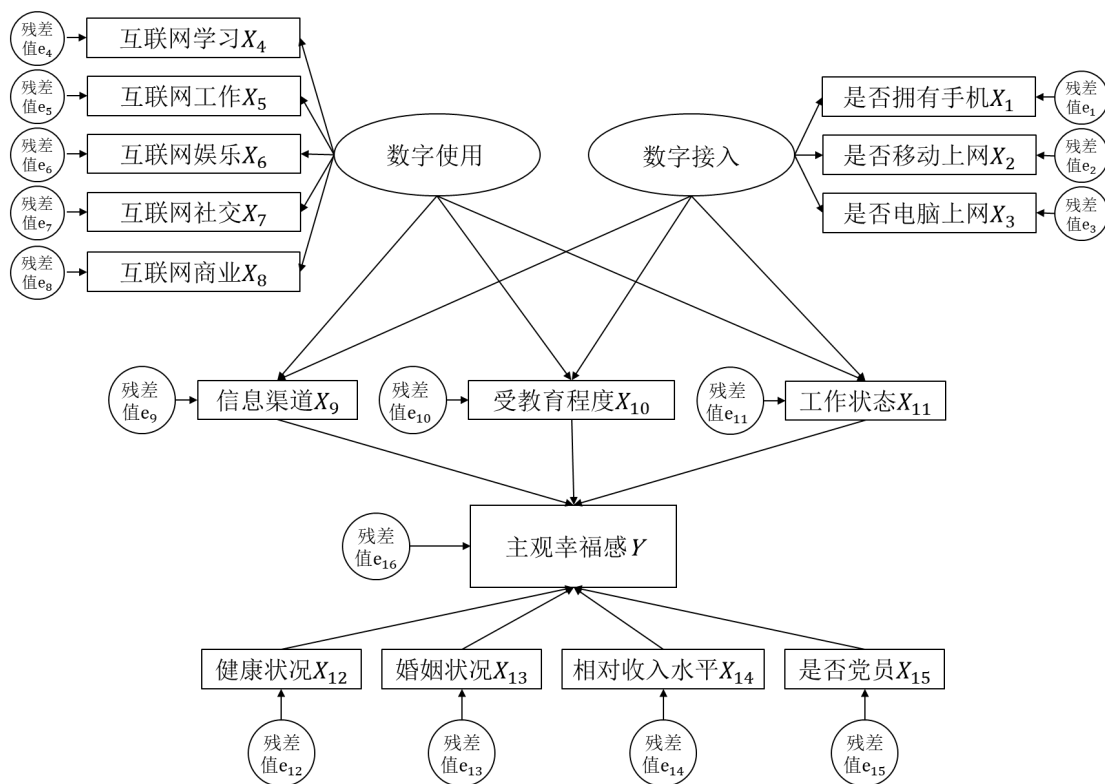 残差
值e₄
互联网学习X₄
残差
值e₅
互联网工作X₅
残差
值e₆
互联网娱乐X₆
残差
值e₇
互联网社交X₇
残差
值e₈
互联网商业X₈
数字使用
数字接入
是否拥有手机X₁
残差
值e₁
是否移动上网X₂
残差
值e₂
是否电脑上网X₃
残差
值e₃
残差
值e₉
信息渠道X₉
残差
值e₁₀
受教育程度X₁₀
残差
值e₁₁
工作状态X₁₁
残差
值e₁₆
主观幸福感Y
健康状况X₁₂
婚姻状况X₁₃
相对收入水平X₁₄
是否党员X₁₅
残差
值e₁₂
残差
值e₁₃
残差
值e₁₄
残差
值e₁₅